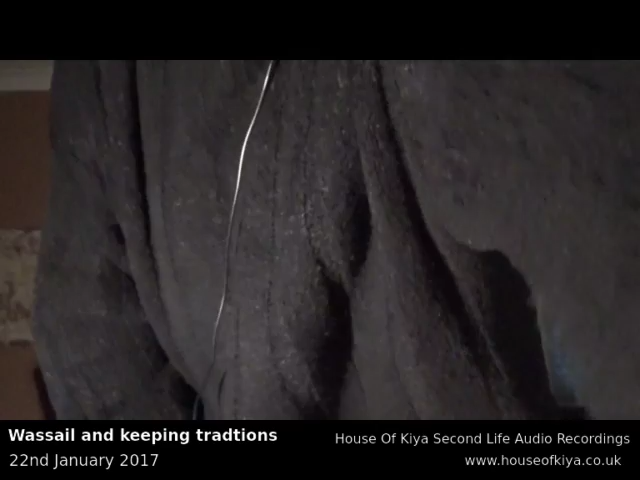 Wassail and keeping tradtions
House Of Kiya Second Life Audio Recordings
22nd January 2017
www.houseofkiya.co.uk